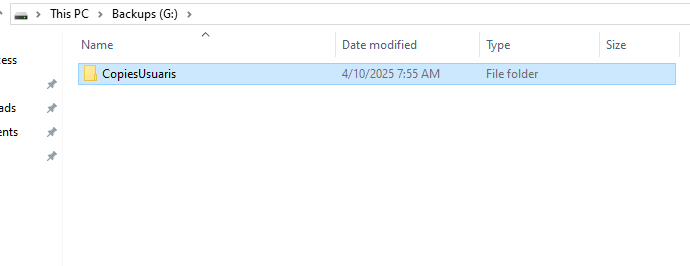 This PC > Backups (G:) >
Name Date modified Type Size
cess
CopiesUsuaris 4/10/2025 7:55 AM File folder
ads
ents